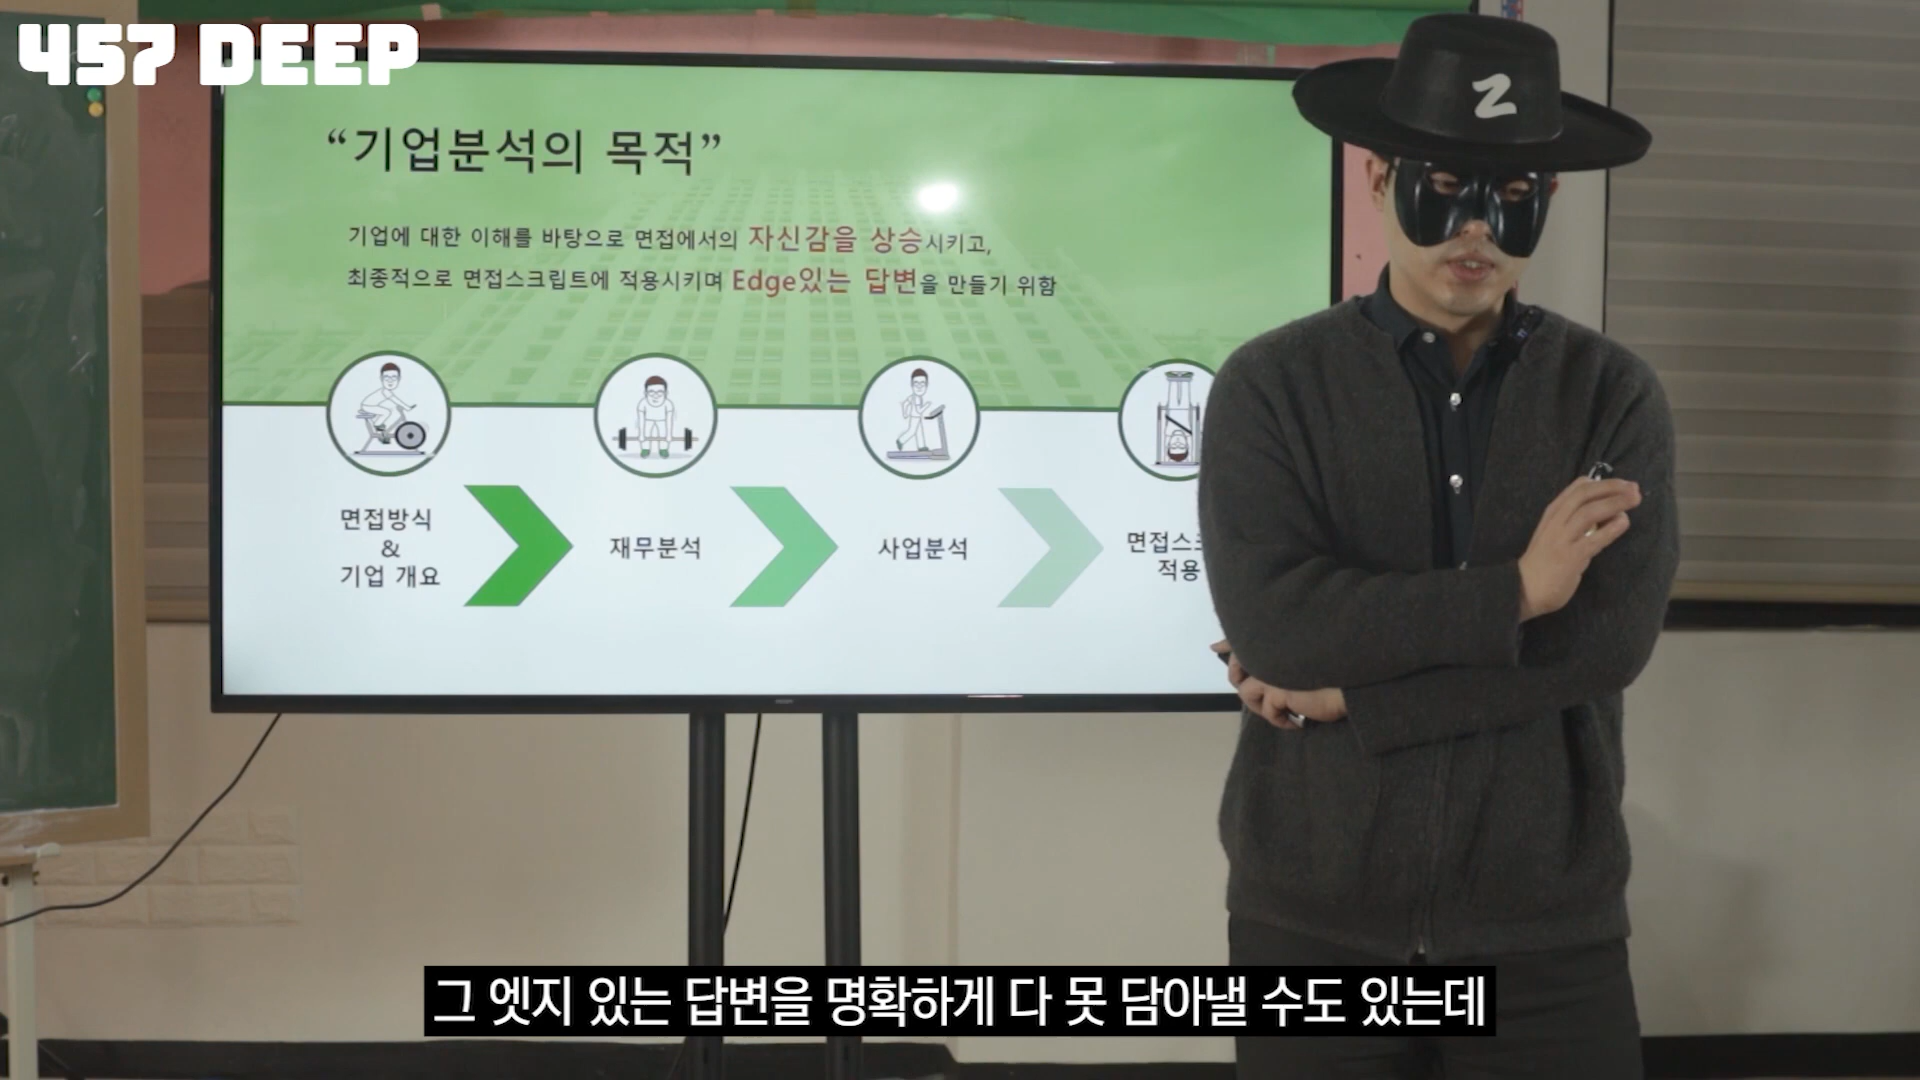 457 DEEP
Z
“기업분석의 목적”
기업에 대한 이해를 바탕으로 면접에서의 자신감을 상승시키고,
최종적으로 면접스크립트에 적용시키며 Edge있는 답변을 만들기 위함
면접방식
&
기업 개요
재무분석
사업분석
적용
그 엣지 있는 답변을 명확하게 다 못 담아낼 수도 있는데